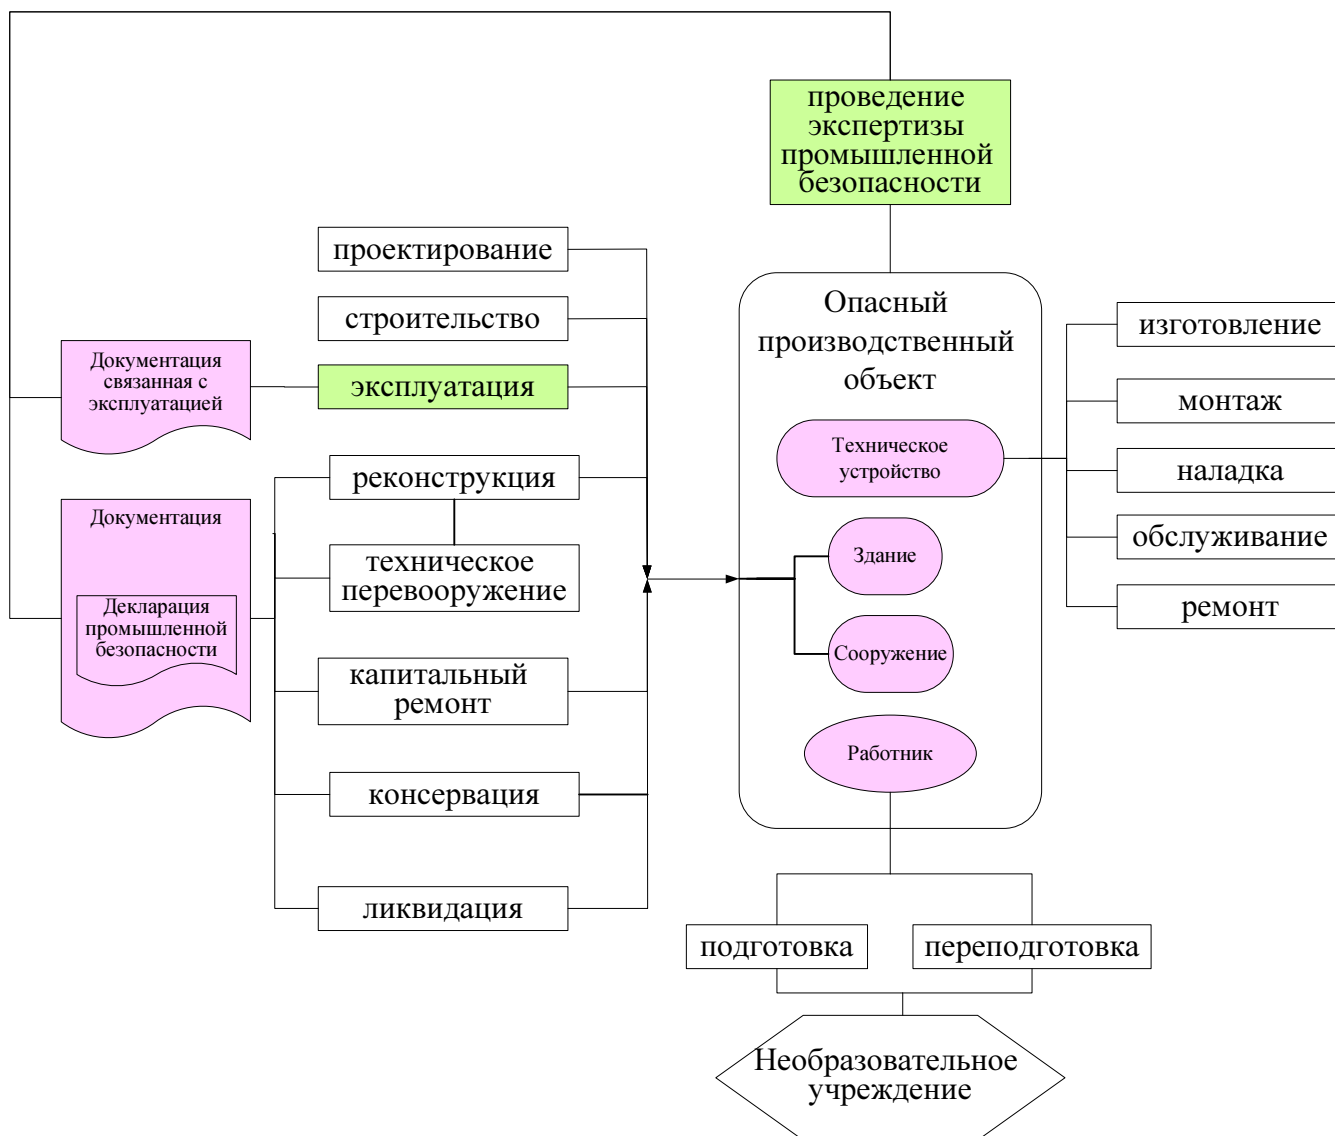 проведение
экспертизы
промышленной
безопасности
проектирование
строительство
эксплуатация
Документация
связанная с
эксплуатацией
реконструкция
Документация
техническое
перевооружение
Декларация
промышленной
безопасности
капитальный
ремонт
консервация
ликвидация
Опасный
производственный
объект
Техническое
устройство
Здание
Сооружение
Работник
изготовление
монтаж
наладка
обслуживание
ремонт
подготовка
переподготовка
Необразовательное
учреждение